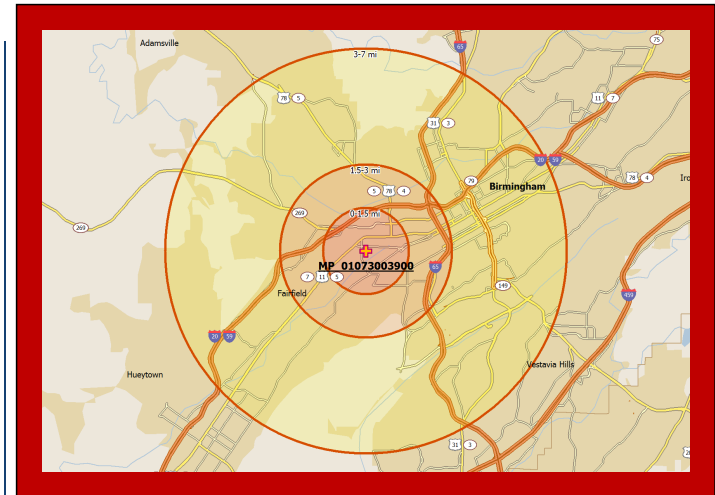 75
65
Adamsville
3-7 mi
78 5
11 7
31 3
20 59
1.5-3 mi
78 4
79
5 78 4
Birmingham
269
0-1.5 mi
269
MP_01073003900
65
7 11 5
149
Fairfield
459
20 59
Vestavia Hills
Hueytown
31 3